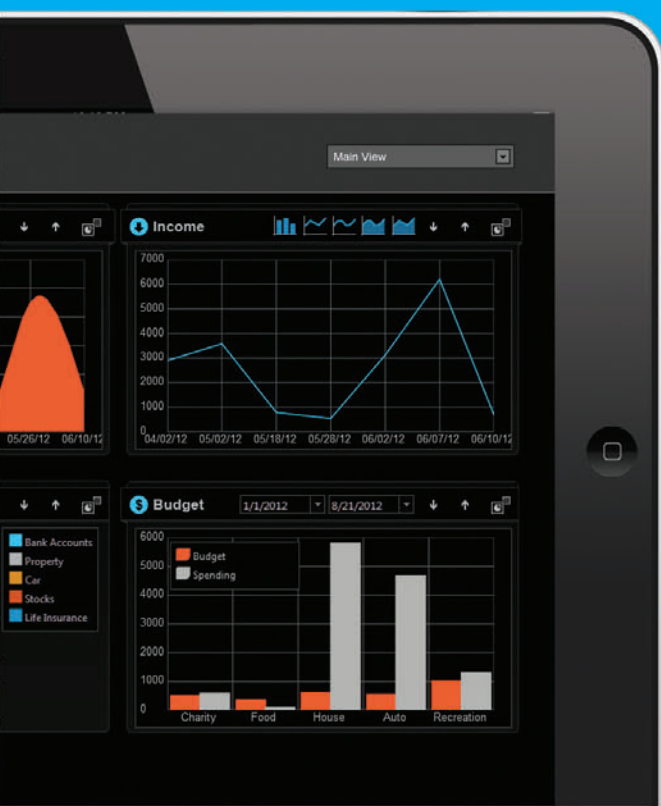 Main View
Income
7000
6000
5000
4000
3000
2000
1000
0
04/02/12 05/02/12 05/18/12 05/28/12 06/02/12 06/07/12 06/10/12
05/26/12 06/10/12
Bank Accounts
Property
Car
Stocks
Life Insurance
Budget 1/1/2012 8/21/2012
6000
5000
4000
3000
2000
1000
0
Budget
Spending
Charity Food House Auto Recreation